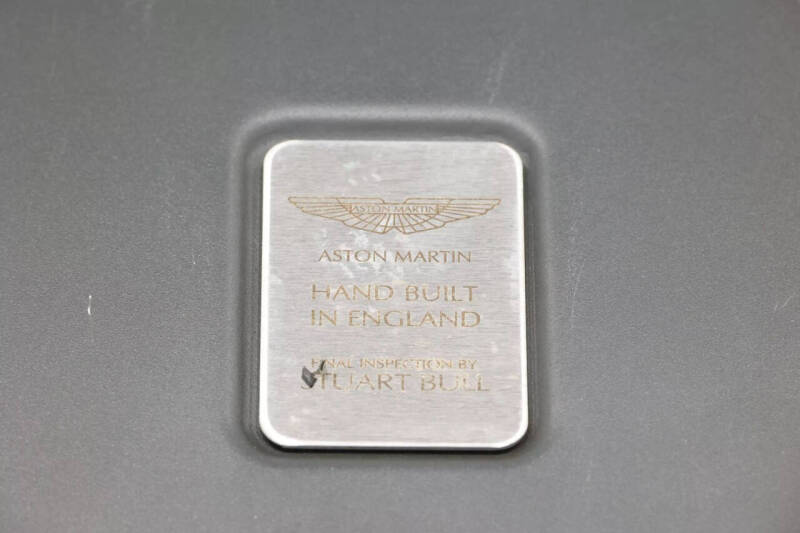 ASTON MARTIN
ASTON MARTIN
HAND BUILT
IN ENGLAND
FINAL INSPECTION BY
STUART BULL